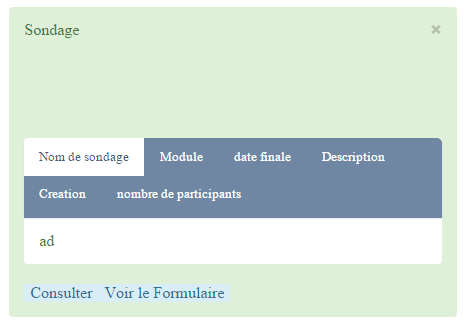 Sondage ×
Nom de sondage Module date finale Description
Creation nombre de participants
ad
Consulter Voir le Formulaire